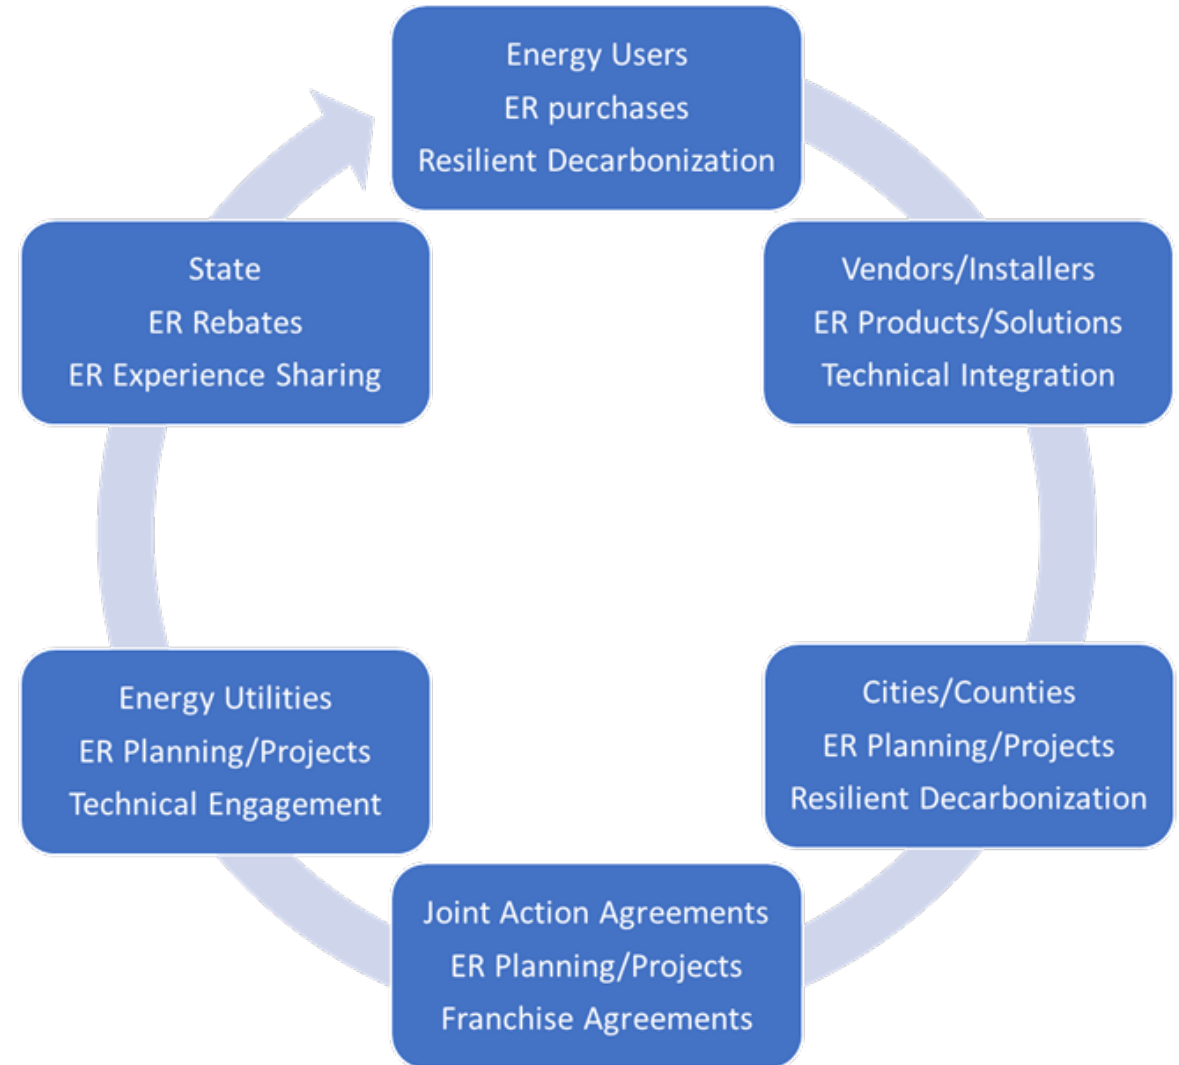 Energy Users
ER purchases
Resilient Decarbonization
Vendors/Installers
ER Products/Solutions
Technical Integration
Cities/Counties
ER Planning/Projects
Resilient Decarbonization
Joint Action Agreements
ER Planning/Projects
Franchise Agreements
Energy Utilities
ER Planning/Projects
Technical Engagement
State
ER Rebates
ER Experience Sharing